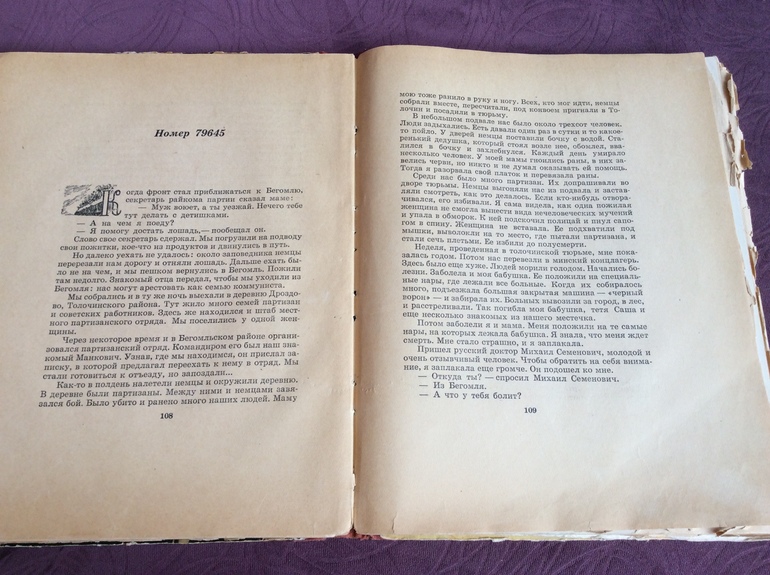 Номер 79645
Когда фронт стал приближаться к Бегомлю,
секретарь райкома партии сказал маме:
— Муж воюет, а ты уезжай. Нечего тебе
тут делать с детишками.
— А на чем я поеду?
— Я помогу достать лошадь,— пообещал он.
Слово свое секретарь сдержал. Мы погрузили на подводу
свои пожитки, кое-что из продуктов и двинулись в путь.
Но далеко уехать не удалось: около заповедника немцы
перерезали нам дорогу и отняли лошадь. Дальше ехать бы-
ло не на чем, и мы пешком вернулись в Бегомль. Пожили
там недолго. Знакомый отца передал, чтобы мы уходили из
Бегомля: нас могут арестовать как семью коммуниста.
Мы собрались и в ту же ночь выехали в деревню Дроздо-
во, Толочинского района. Тут жило много семей партизан
и советских работников. Здесь же находился и штаб мест-
ного партизанского отряда. Мы поселились у одной жен-
щины.
Через некоторое время и в Бегомльском районе органи-
зовался партизанский отряд. Командиром его был наш зна-
комый Манкович. Узнав, где мы находимся, он прислал за-
писку, в которой предлагал переехать к нему в отряд. Мы
стали готовиться к отъезду, но запоздали...
Как-то в полдень налетели немцы и окружили деревню.
В деревне были партизаны. Между ними и немцами завя-
зался бой. Было убито и ранено много наших людей. Маму
108
мою тоже ранило в руку и ногу. Всех, кто мог идти, немцы
собрали вместе, пересчитали, под конвоем пригнали в То-
лочин и посадили в тюрьму.
В небольшом подвале нас было около трехсот человек.
Люди задыхались. Есть давали один раз в сутки и то какое-
то пойло. У дверей немцы поставили бочку с водой. Ста-
ренький дедушка, который стоял возле нее, обомлел, вва-
лился в бочку и захлебнулся. Каждый день умирало
несколько человек. У моей мамы гноились раны, в них за-
велись черви, но никто и не думал оказывать ей помощь.
Тогда я разорвала свой платок и перевязала раны.
Среди нас было много партизан. Их допрашивали во
дворе тюрьмы. Немцы выгоняли нас из подвала и застав-
ляли смотреть, как это делалось. Если кто-нибудь отвора-
чивался, его избивали. Я сама видела, как одна пожилая
женщина не смогла вынести вида нечеловеческих мучений
и упала в обморок. К ней подскочил полицай и пнул сапо-
гом в спину. Женщина не вставала. Ее подхватили под
мышки, выволокли на то место, где пытали партизана, и
стали сечь плетьми. Ее избили до полусмерти.
Неделя, проведенная в толочинской тюрьме, мне пока-
залась годом. Потом нас перевезли в минский концлагерь.
Здесь было еще хуже. Людей морили голодом. Начались
болезни. Заболела и моя бабушка. Ее положили на специаль-
ные нары, где лежали все больные. Когда их собиралось
много, подъезжала большая закрытая машина — «черный
ворон» — и забирала их. Больных вывозили за город, в лес,
и расстреливали. Так погибла моя бабушка, тетя Саша и
еще несколько знакомых из нашего местечка.
Потом заболели я и мама. Меня положили на те самые
нары, на которых лежала бабушка. Я знала, что меня ждет
смерть. Мне стало страшно, и я заплакала.
Пришел русский доктор Михаил Семенович, молодой и
очень отзывчивый человек. Чтобы обратить на себя внима-
ние, я заплакала еще громче. Он подошел ко мне.
— Откуда ты? — спросил Михаил Семенович.
— Из Бегомля.
— А что у тебя болит?
109